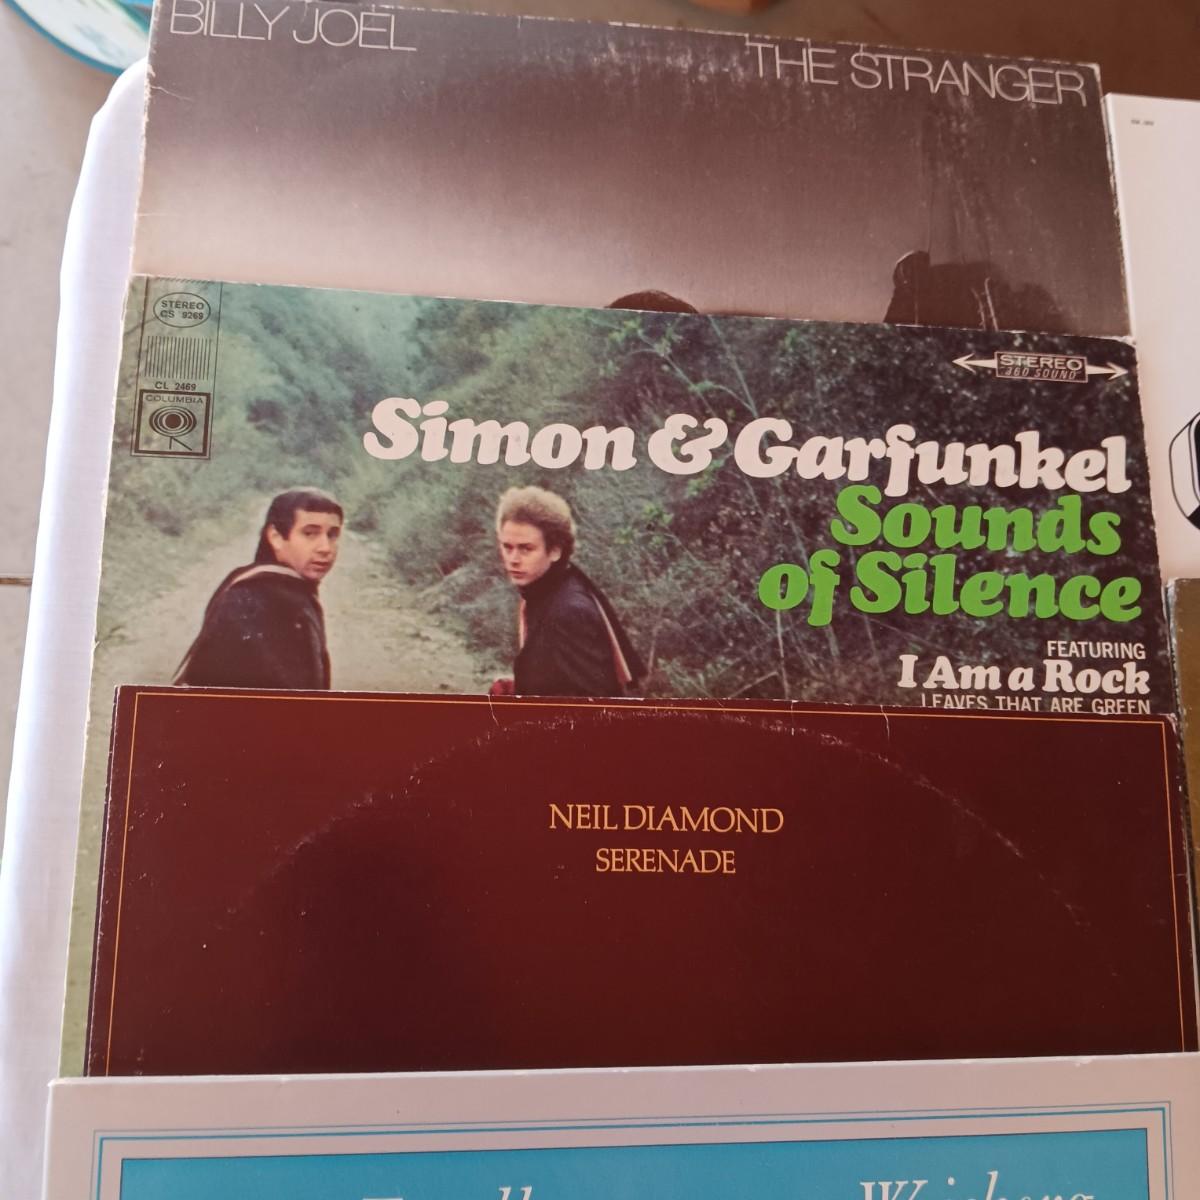 BILLY JOEL
THE STRANGER
STEREO
CS 9269
CL 2469
COLUMBIA
STEREO
360 SOUND
Simon & Garfunkel
Sounds
of Silence
FEATURING
I Am a Rock
LEAVES THAT ARE GREEN
NEIL DIAMOND
SERENADE
Weisberg